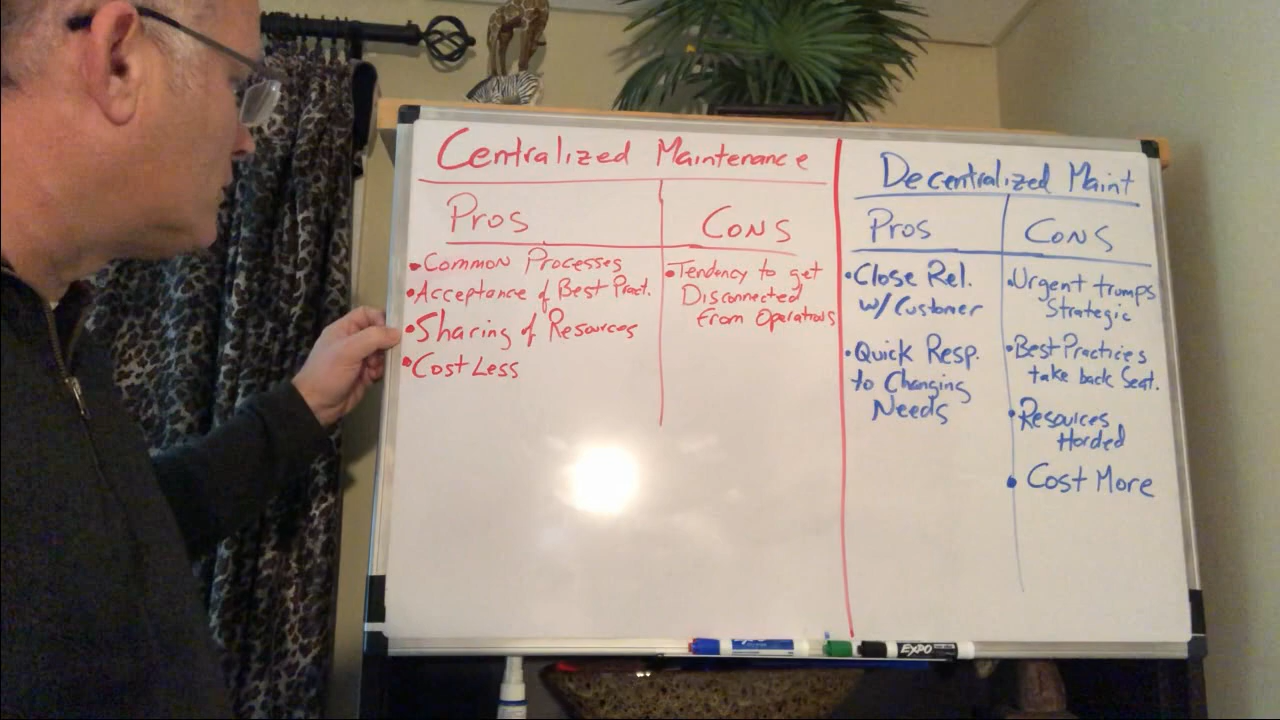 Centralized Maintenance
Pros
Cons
• Common Processes
• Acceptance of Best Pract.
• Sharing of Resources
• Cost Less
• Tendency to get
Disconnected
from Operations
Decentralized Maint
Pros
Cons
• Close Rel.
w/ Customer
• Quick Resp.
to Changing
Needs
• Urgent trumps
Strategic
• Best Practicies
take back Seat.
• Resources
Horded
• Cost More
EXPO